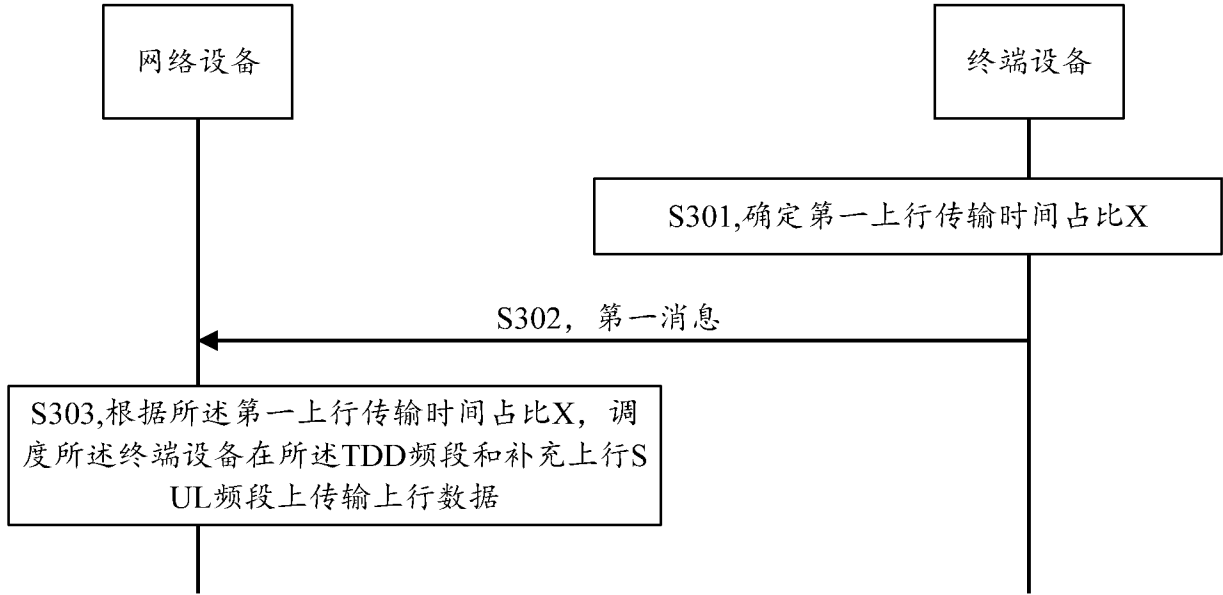 网络设备
终端设备
S301,确定第一上行传输时间占比X
S302，第一消息
S303,根据所述第一上行传输时间占比X，调
度所述终端设备在所述TDD频段和补充上行S
UL频段上传输上行数据